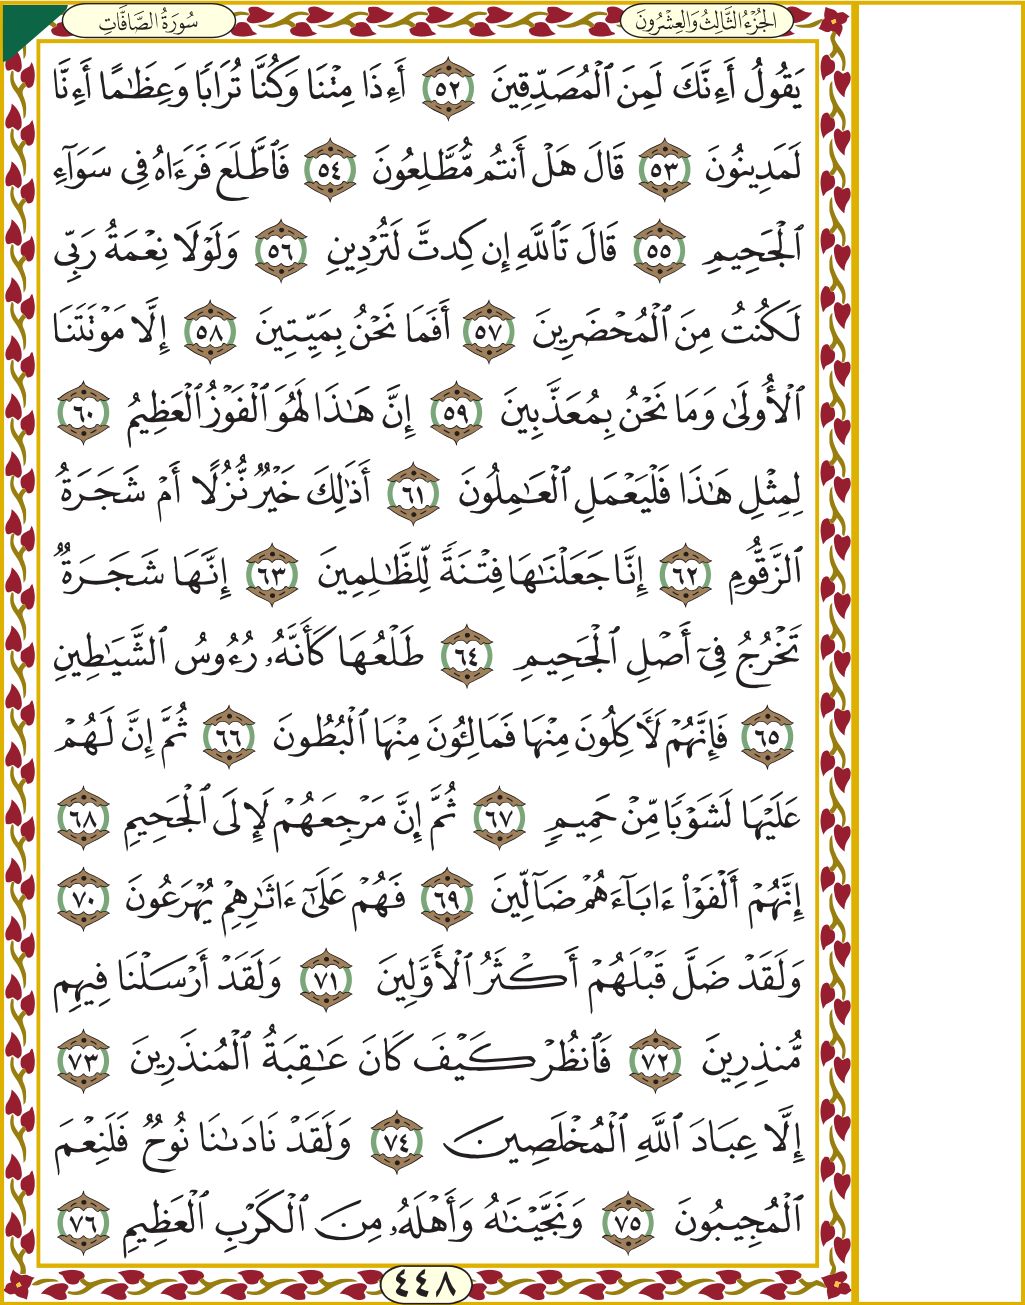 الجُزْءُ الثَّالِثُ وَالعِشْرُونَ
سُورَةُ الصَّافَّاتِ
يَقُولُ أَءِنَّكَ لَمِنَ ٱلْمُصَدِّقِينَ ٥٢ أَءِذَا مِتْنَا وَكُنَّا تُرَابًا وَعِظَٰمًا أَءِنَّا
لَمَدِينُونَ ٥٣ قَالَ هَلْ أَنتُم مُّطَّلِعُونَ ٥٤ فَٱطَّلَعَ فَرَءَاهُ فِى سَوَآءِ
ٱلْجَحِيمِ ٥٥ قَالَ تَٱللَّهِ إِن كِدتَّ لَتُرْدِينِ ٥٦ وَلَوْلَا نِعْمَةُ رَبِّى
لَكُنتُ مِنَ ٱلْمُحْضَرِينَ ٥٧ أَفَمَا نَحْنُ بِمَيِّتِينَ ٥٨ إِلَّا مَوْتَتَنَا
ٱلْأُولَىٰ وَمَا نَحْنُ بِمُعَذَّبِينَ ٥٩ إِنَّ هَٰذَا لَهُوَ ٱلْفَوْزُ ٱلْعَظِيمُ ٦٠
لِمِثْلِ هَٰذَا فَلْيَعْمَلِ ٱلْعَٰمِلُونَ ٦١ أَذَٰلِكَ خَيْرٌ نُّزُلًا أَمْ شَجَرَةُ
ٱلزَّقُّومِ ٦٢ إِنَّا جَعَلْنَٰهَا فِتْنَةً لِّلظَّٰلِمِينَ ٦٣ إِنَّهَا شَجَرَةٌ
تَخْرُجُ فِىٓ أَصْلِ ٱلْجَحِيمِ ٦٤ طَلْعُهَا كَأَنَّهُۥ رُءُوسُ ٱلشَّيَٰطِينِ
٦٥ فَإِنَّهُمْ لَءَاكِلُونَ مِنْهَا فَمَالِـُٔونَ مِنْهَا ٱلْبُطُونَ ٦٦ ثُمَّ إِنَّ لَهُمْ
عَلَيْهَا لَشَوْبًا مِّنْ حَمِيمٍ ٦٧ ثُمَّ إِنَّ مَرْجِعَهُمْ لَإِلَى ٱلْجَحِيمِ ٦٨
إِنَّهُمْ أَلْفَوْا۟ ءَابَآءَهُمْ ضَآلِّينَ ٦٩ فَهُمْ عَلَىٰٓ ءَاثَٰرِهِمْ يُهْرَعُونَ ٧٠
وَلَقَدْ ضَلَّ قَبْلَهُمْ أَكْثَرُ ٱلْأَوَّلِينَ ٧١ وَلَقَدْ أَرْسَلْنَا فِيهِم
مُّنذِرِينَ ٧٢ فَٱنظُرْ كَيْفَ كَانَ عَٰقِبَةُ ٱلْمُنذَرِينَ ٧٣
إِلَّا عِبَادَ ٱللَّهِ ٱلْمُخْلَصِينَ ٧٤ وَلَقَدْ نَادَىٰنَا نُوحٌ فَلَنِعْمَ
ٱلْمُجِيبُونَ ٧٥ وَنَجَّيْنَٰهُ وَأَهْلَهُۥ مِنَ ٱلْكَرْبِ ٱلْعَظِيمِ ٧٦
٤٤٨